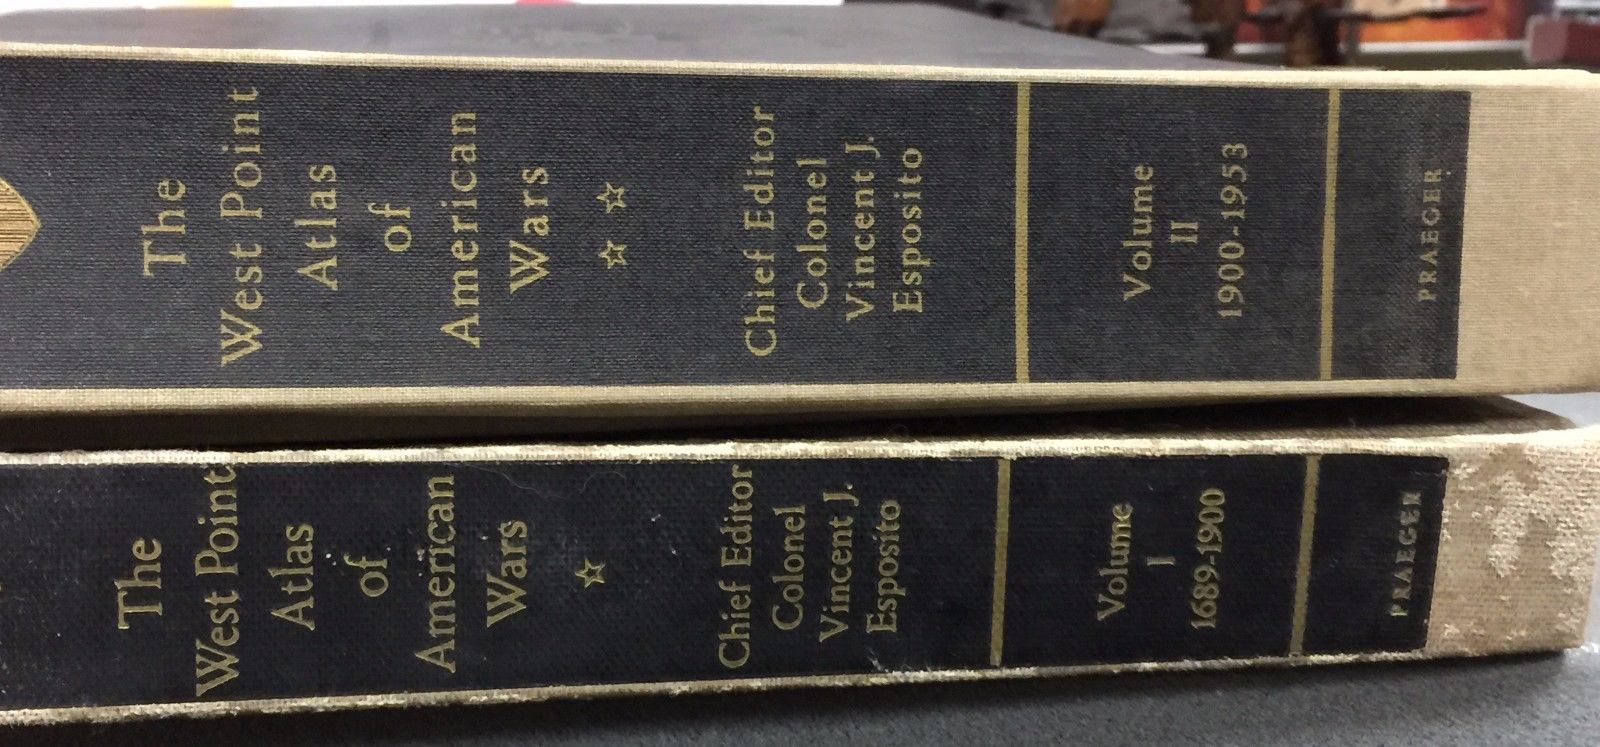 The
West Point
Atlas
of
American
Wars
Chief Editor
Colonel
Vincent J.
Esposito
Volume
II
1900-1953
PRAEGER
The
West Point
Atlas
of
American
Wars
Chief Editor
Colonel
Vincent J.
Esposito
Volume
I
1689-1900
PRAEGER